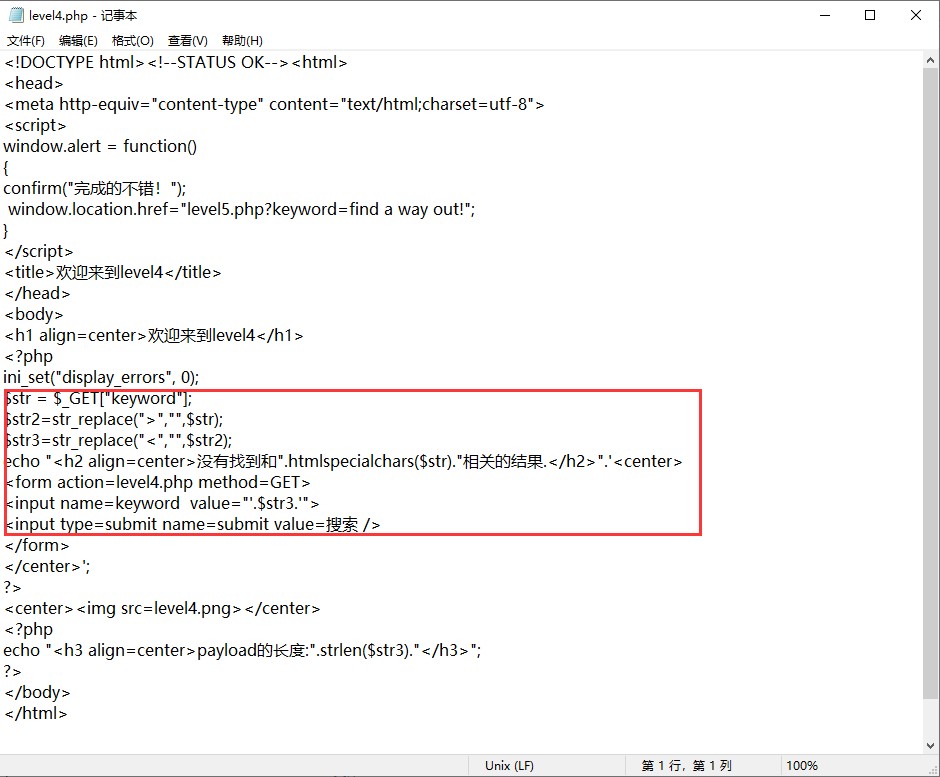 level4.php - 记事本
文件(F) 编辑(E) 格式(O) 查看(V) 帮助(H)
<!DOCTYPE html><!--STATUS OK--><html>
<head>
<meta http-equiv="content-type" content="text/html;charset=utf-8">
<script>
window.alert = function()
{
confirm("完成的不错！");
 window.location.href="level5.php?keyword=find a way out!";
}
</script>
<title>欢迎来到level4</title>
</head>
<body>
<h1 align=center>欢迎来到level4</h1>
<?php
ini_set("display_errors", 0);
$str = $_GET["keyword"];
$str2=str_replace(">","",$str);
$str3=str_replace("<","",$str2);
echo "<h2 align=center>没有找到和".htmlspecialchars($str)."相关的结果.</h2>".'<center>
<form action=level4.php method=GET>
<input name=keyword  value="'.$str3.'">
<input type=submit name=submit value=搜索 />
</form>
</center>';
?>
<center><img src=level4.png></center>
<?php
echo "<h3 align=center>payload的长度:".strlen($str3)."</h3>";
?>
</body>
</html>
Unix (LF) 第 1 行，第 1 列 100%